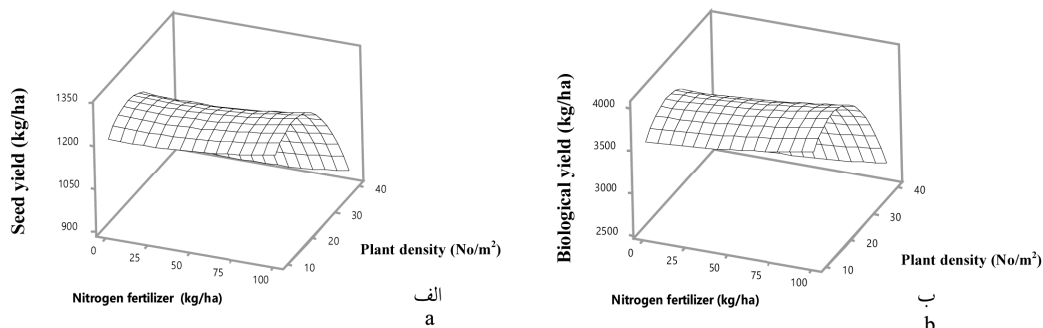 Seed yield (kg/ha)
1350
1200
1050
900
0
25
50
75
100
10
20
30
40
Nitrogen fertilizer (kg/ha)
Plant density (No/m²)
الف
a
Biological yield (kg/ha)
4000
3500
3000
2500
0
25
50
75
100
10
20
30
40
Nitrogen fertilizer (kg/ha)
Plant density (No/m²)
ب
b